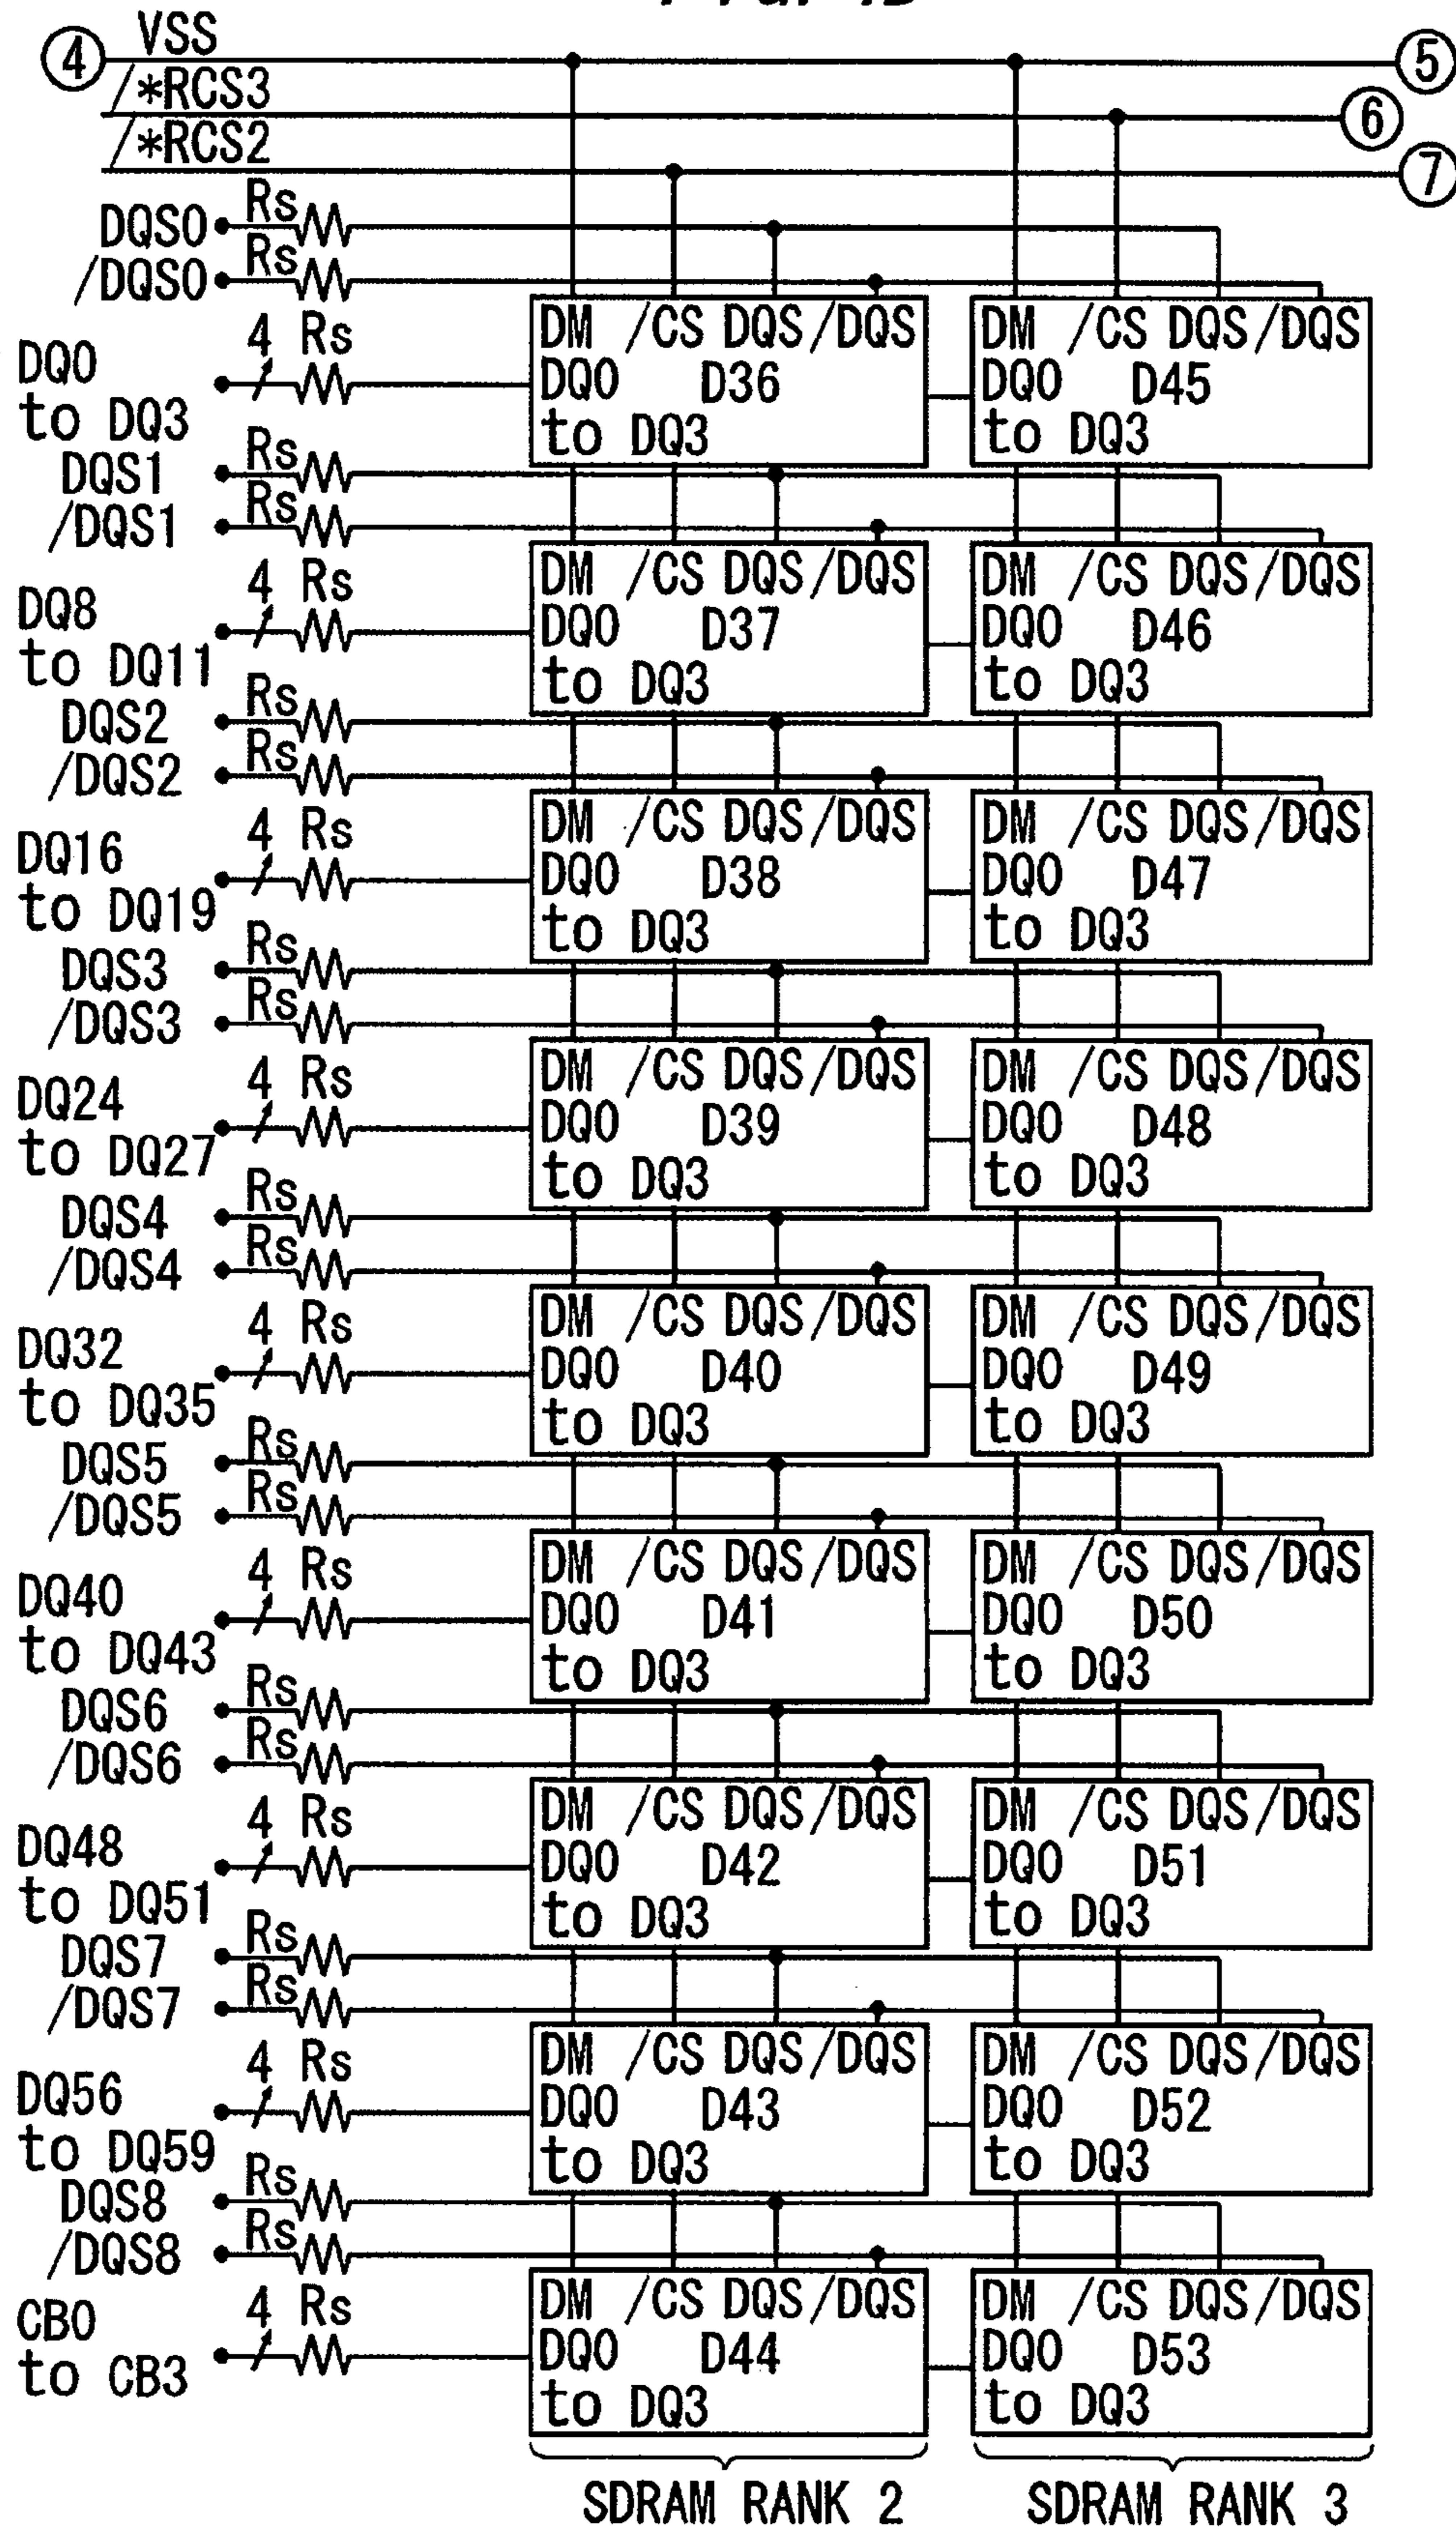 ④ VSS ⑤
/*RCS3 ⑥
/*RCS2 ⑦
DQS0 Rs
/DQS0 Rs
DM /CS DQS/DQS DM /CS DQS/DQS
4 Rs
DQ0 DQ0 D36 DQ0 D45
to DQ3 to DQ3 to DQ3
DQS1 Rs
/DQS1 Rs
DM /CS DQS/DQS DM /CS DQS/DQS
4 Rs
DQ8 DQ0 D37 DQ0 D46
to DQ11 to DQ3 to DQ3
DQS2 Rs
/DQS2 Rs
DM /CS DQS/DQS DM /CS DQS/DQS
4 Rs
DQ16 DQ0 D38 DQ0 D47
to DQ19 to DQ3 to DQ3
DQS3 Rs
/DQS3 Rs
DM /CS DQS/DQS DM /CS DQS/DQS
4 Rs
DQ24 DQ0 D39 DQ0 D48
to DQ27 to DQ3 to DQ3
DQS4 Rs
/DQS4 Rs
DM /CS DQS/DQS DM /CS DQS/DQS
4 Rs
DQ32 DQ0 D40 DQ0 D49
to DQ35 to DQ3 to DQ3
DQS5 Rs
/DQS5 Rs
DM /CS DQS/DQS DM /CS DQS/DQS
4 Rs
DQ40 DQ0 D41 DQ0 D50
to DQ43 to DQ3 to DQ3
DQS6 Rs
/DQS6 Rs
DM /CS DQS/DQS DM /CS DQS/DQS
4 Rs
DQ48 DQ0 D42 DQ0 D51
to DQ51 to DQ3 to DQ3
DQS7 Rs
/DQS7 Rs
DM /CS DQS/DQS DM /CS DQS/DQS
4 Rs
DQ56 DQ0 D43 DQ0 D52
to DQ59 to DQ3 to DQ3
DQS8 Rs
/DQS8 Rs
DM /CS DQS/DQS DM /CS DQS/DQS
4 Rs
CB0 DQ0 D44 DQ0 D53
to CB3 to DQ3 to DQ3
SDRAM RANK 2 SDRAM RANK 3